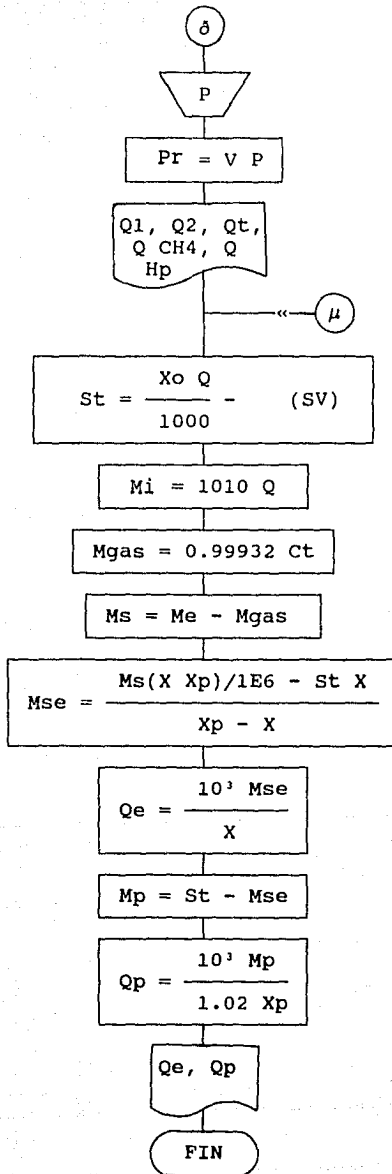 δ
P
Pr = V P
Q1, Q2, Qt,
Q CH4, Q
Hp
« μ
St = Xo Q / 1000 - (SV)
Mi = 1010 Q
Mgas = 0.99932 Ct
Ms = Me - Mgas
Mse = Ms(X Xp)/1E6 - St X / Xp - X
Qe = 10³ Mse / X
Mp = St - Mse
Qp = 10³ Mp / 1.02 Xp
Qe, Qp
FIN